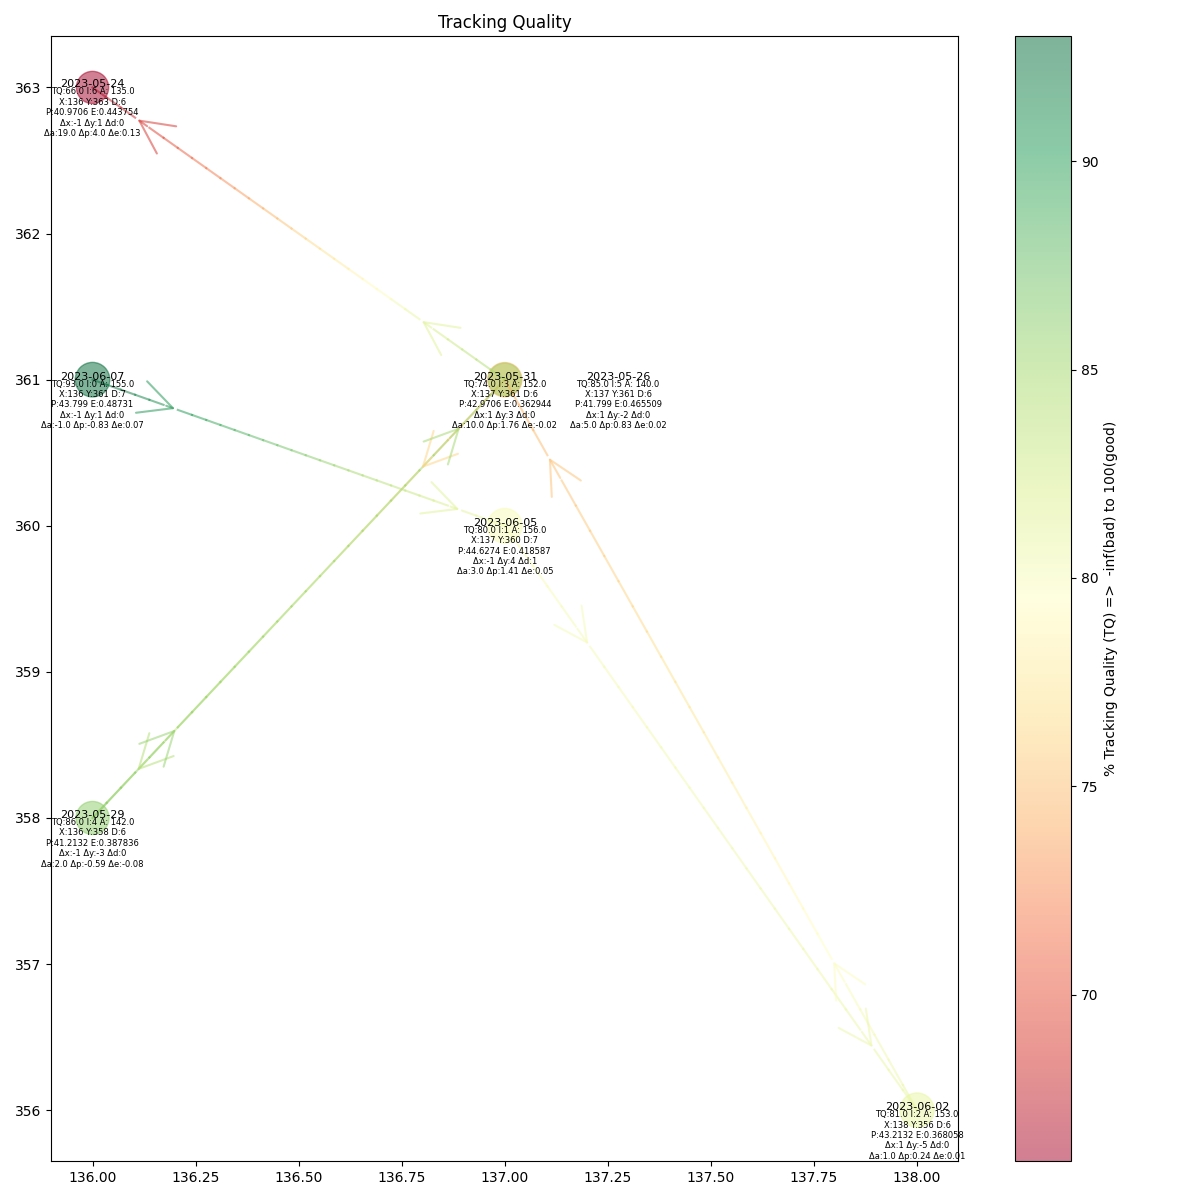 Tracking Quality
363
362
361
360
359
358
357
356
136.00
136.25
136.50
136.75
137.00
137.25
137.50
137.75
138.00
2023-05-24
TQ:66.0 I:6 A: 135.0
X:136 Y:363 D:6
P:40.9706 E:0.443754
Δx:-1 Δy:1 Δd:0
Δa:19.0 Δp:4.0 Δe:0.13
2023-06-07
TQ:93.0 I:0 A: 155.0
X:136 Y:361 D:7
P:43.799 E:0.48731
Δx:-1 Δy:1 Δd:0
Δa:-1.0 Δp:-0.83 Δe:0.07
2023-05-31
TQ:74.0 I:3 A: 152.0
X:137 Y:361 D:6
P:42.9706 E:0.362944
Δx:1 Δy:3 Δd:0
Δa:10.0 Δp:1.76 Δe:-0.02
2023-05-26
TQ:85.0 I:5 A: 140.0
X:137 Y:361 D:6
P:41.799 E:0.465509
Δx:1 Δy:-2 Δd:0
Δa:5.0 Δp:0.83 Δe:0.02
2023-06-05
TQ:80.0 I:1 A: 156.0
X:137 Y:360 D:7
P:44.6274 E:0.418587
Δx:-1 Δy:4 Δd:1
Δa:3.0 Δp:1.41 Δe:0.05
2023-05-29
TQ:86.0 I:4 A: 142.0
X:136 Y:358 D:6
P:41.2132 E:0.387836
Δx:-1 Δy:-3 Δd:0
Δa:2.0 Δp:-0.59 Δe:-0.08
2023-06-02
TQ:81.0 I:2 A: 153.0
X:138 Y:356 D:6
P:43.2132 E:0.368058
Δx:1 Δy:-5 Δd:0
Δa:1.0 Δp:0.24 Δe:0.01
90
85
80
75
70
% Tracking Quality (TQ) => -inf(bad) to 100(good)